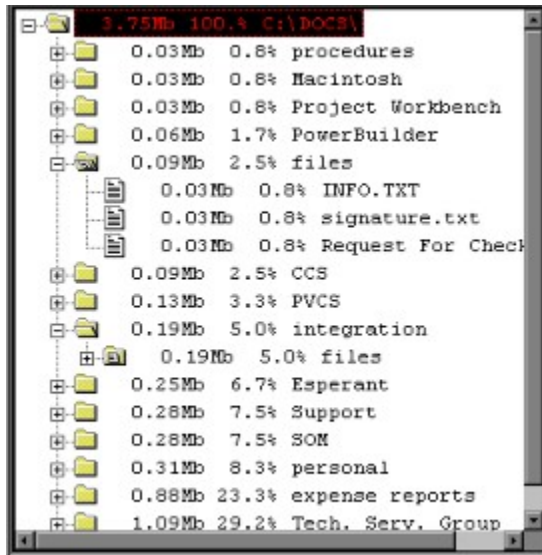 3.75Mb 100.% C:\DOCS\
0.03Mb 0.8% procedures
0.03Mb 0.8% Macintosh
0.03Mb 0.8% Project Workbench
0.06Mb 1.7% PowerBuilder
0.09Mb 2.5% files
0.03Mb 0.8% INFO.TXT
0.03Mb 0.8% signature.txt
0.03Mb 0.8% Request For Check
0.09Mb 2.5% CCS
0.13Mb 3.3% PVCS
0.19Mb 5.0% integration
0.19Mb 5.0% files
0.25Mb 6.7% Esperant
0.28Mb 7.5% Support
0.28Mb 7.5% SOM
0.31Mb 8.3% personal
0.88Mb 23.3% expense reports
1.09Mb 29.2% Tech. Serv. Group